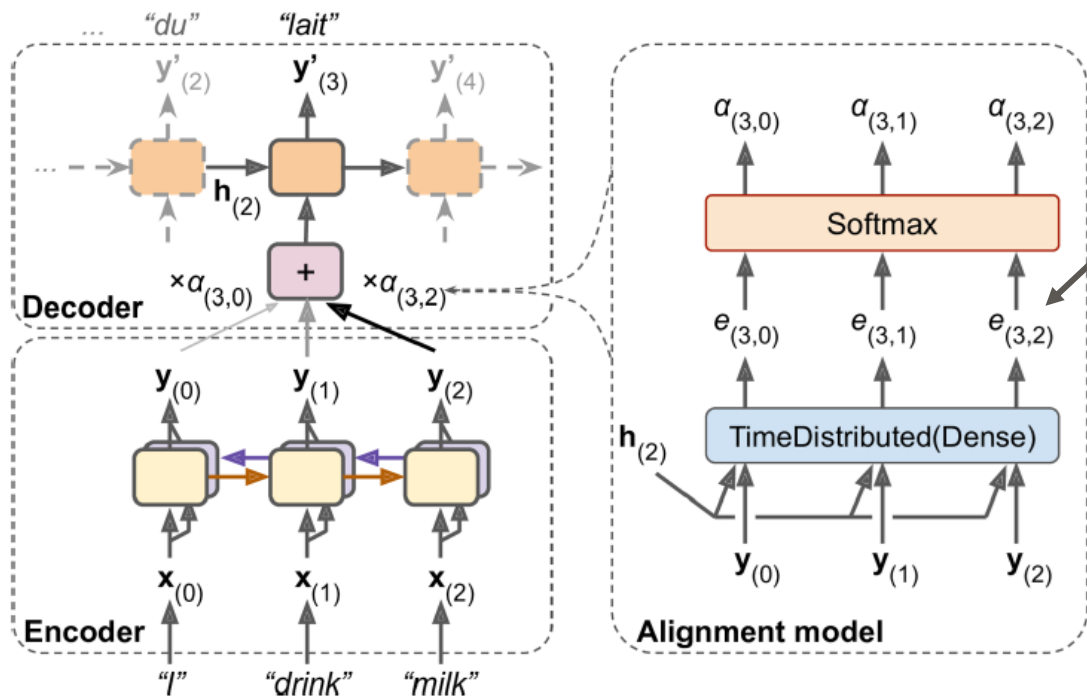 ... “du” “lait”
y’(2) y’(3) y’(4)
...
h(2)
+
×α(3,0) ×α(3,2)
Decoder
y(0) y(1) y(2)
x(0) x(1) x(2)
Encoder
“I” “drink” “milk”
α(3,0) α(3,1) α(3,2)
Softmax
e(3,0) e(3,1) e(3,2)
TimeDistributed(Dense)
h(2)
y(0) y(1) y(2)
Alignment model